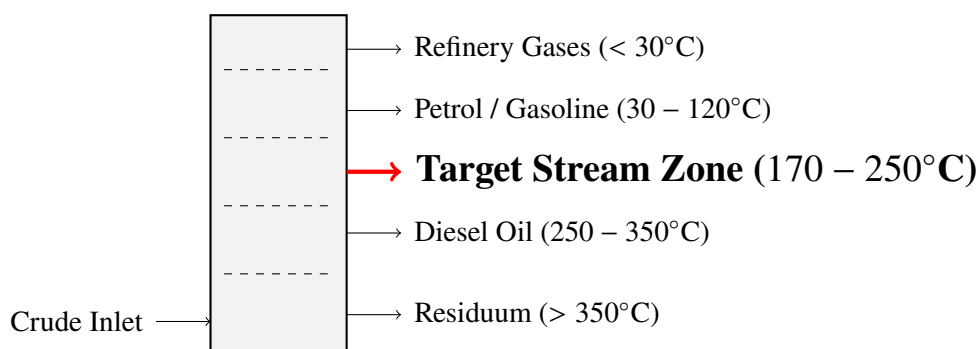 Refinery Gases (< 30°C)
Petrol / Gasoline (30 – 120°C)
Target Stream Zone (170 – 250°C)
Diesel Oil (250 – 350°C)
Residuum (> 350°C)
Crude Inlet